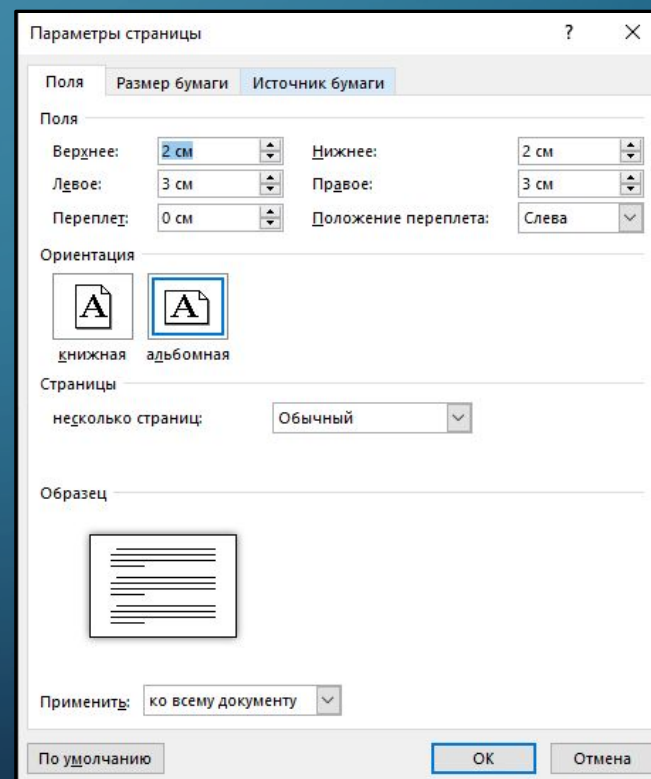 Параметры страницы ? ×
Поля Размер бумаги Источник бумаги
Поля
Верхнее: 2 см Нижнее: 2 см
Левое: 3 см Правое: 3 см
Переплет: 0 см Положение переплета: Слева
Ориентация
A A
книжная альбомная
Страницы
несколько страниц: Обычный
Образец
Применить: ко всему документу
По умолчанию ОК Отмена